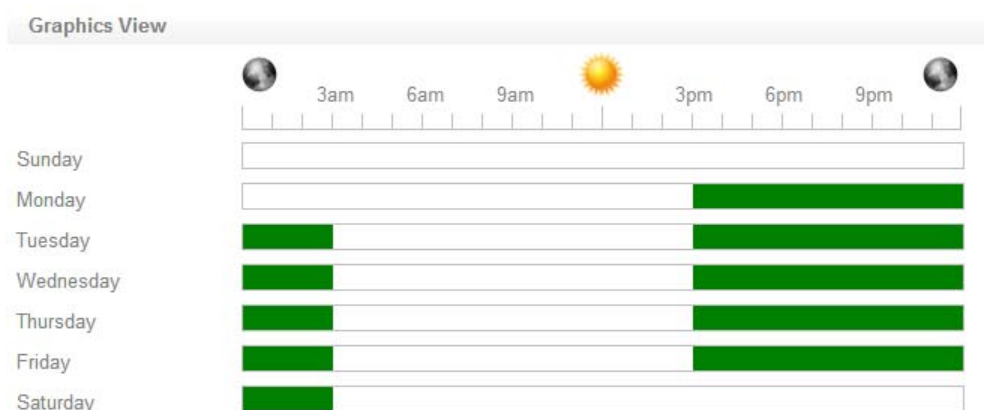 Graphics View
3am 6am 9am 3pm 6pm 9pm
Sunday
Monday
Tuesday
Wednesday
Thursday
Friday
Saturday